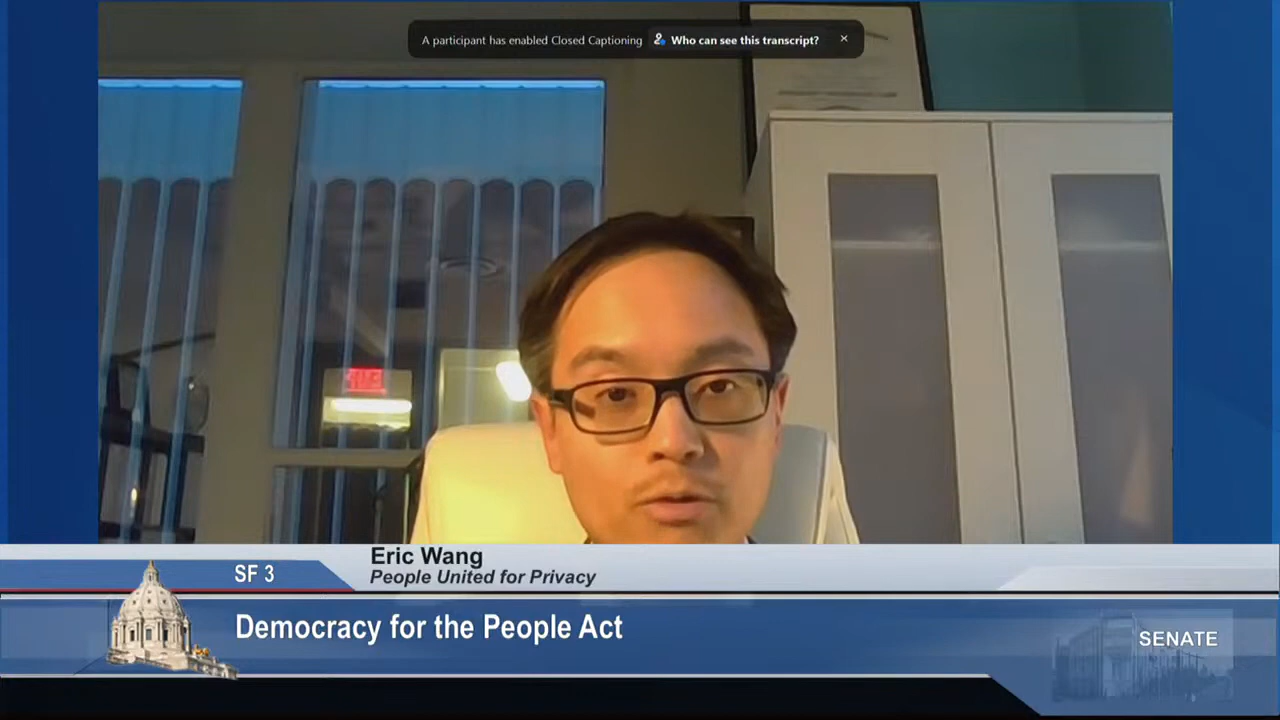 A participant has enabled Closed Captioning Who can see this transcript?
SF 3
Eric Wang
People United for Privacy
Democracy for the People Act
SENATE